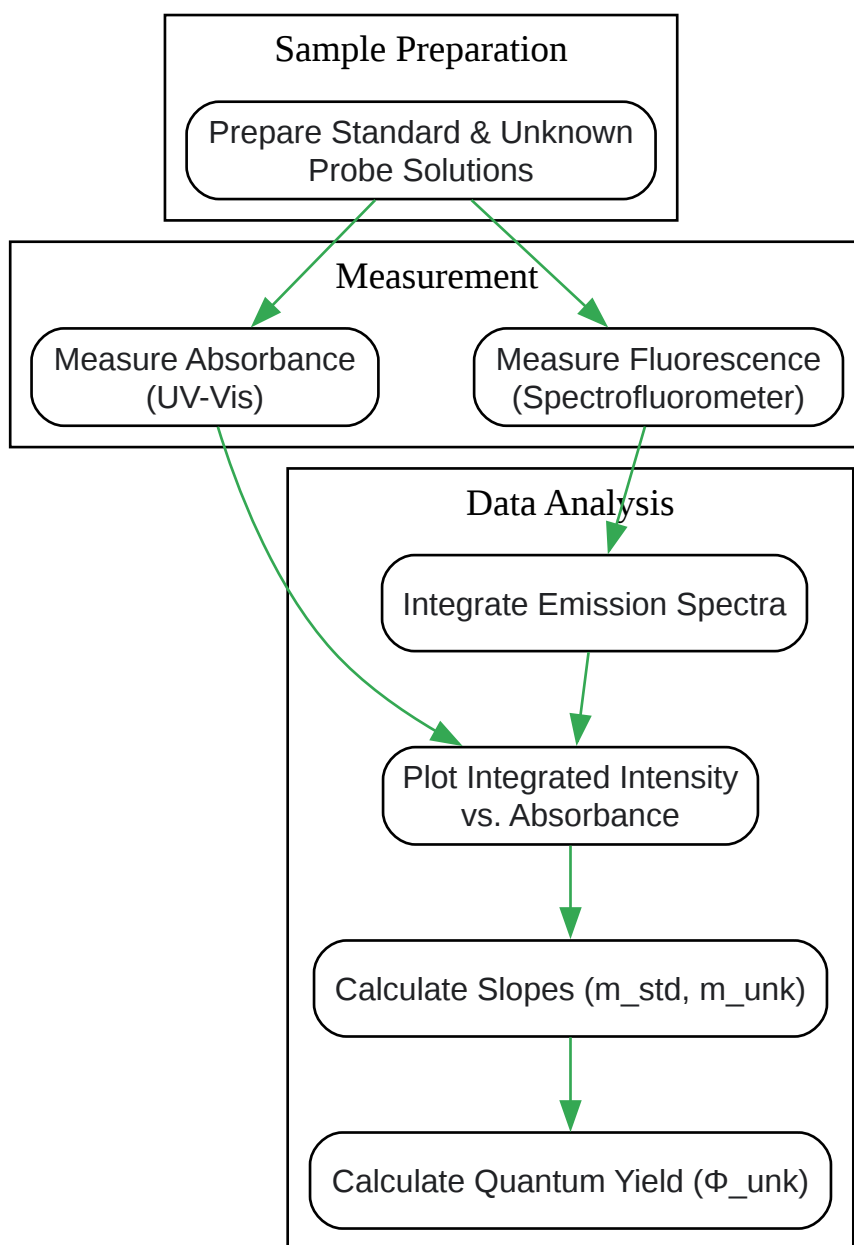 Sample Preparation
Prepare Standard & Unknown
Probe Solutions
Measurement
Measure Absorbance
(UV-Vis)
Measure Fluorescence
(Spectrofluorometer)
Data Analysis
Integrate Emission Spectra
Plot Integrated Intensity
vs. Absorbance
Calculate Slopes (m_std, m_unk)
Calculate Quantum Yield (Φ_unk)